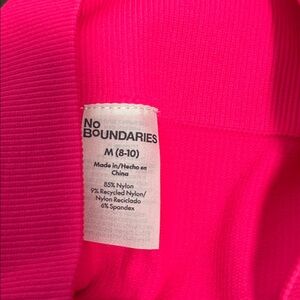 No
BOUNDARIES
M (8-10)
Made in/Hecho en
China
85% Nylon
9% Recycled Nylon/
Nylon Reciclado
6% Spandex